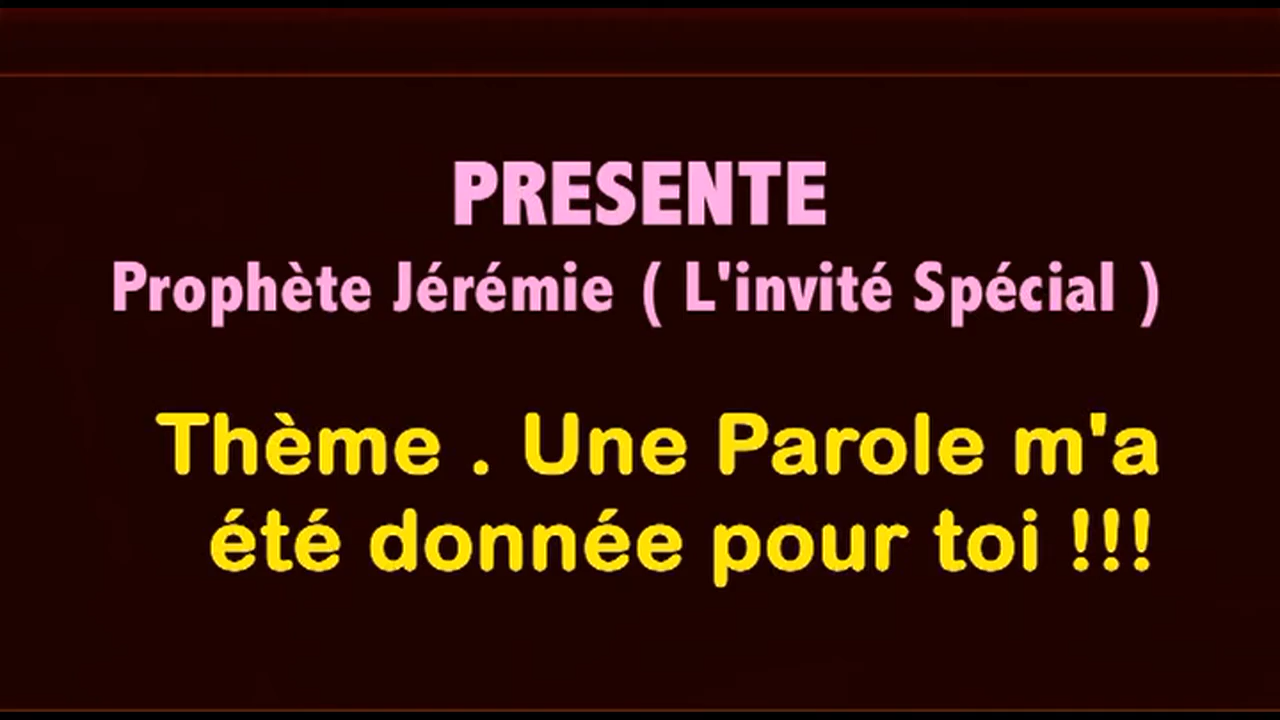 PRESENTE
Prophète Jérémie ( L'invité Spécial )
Thème . Une Parole m'a
été donnée pour toi !!!